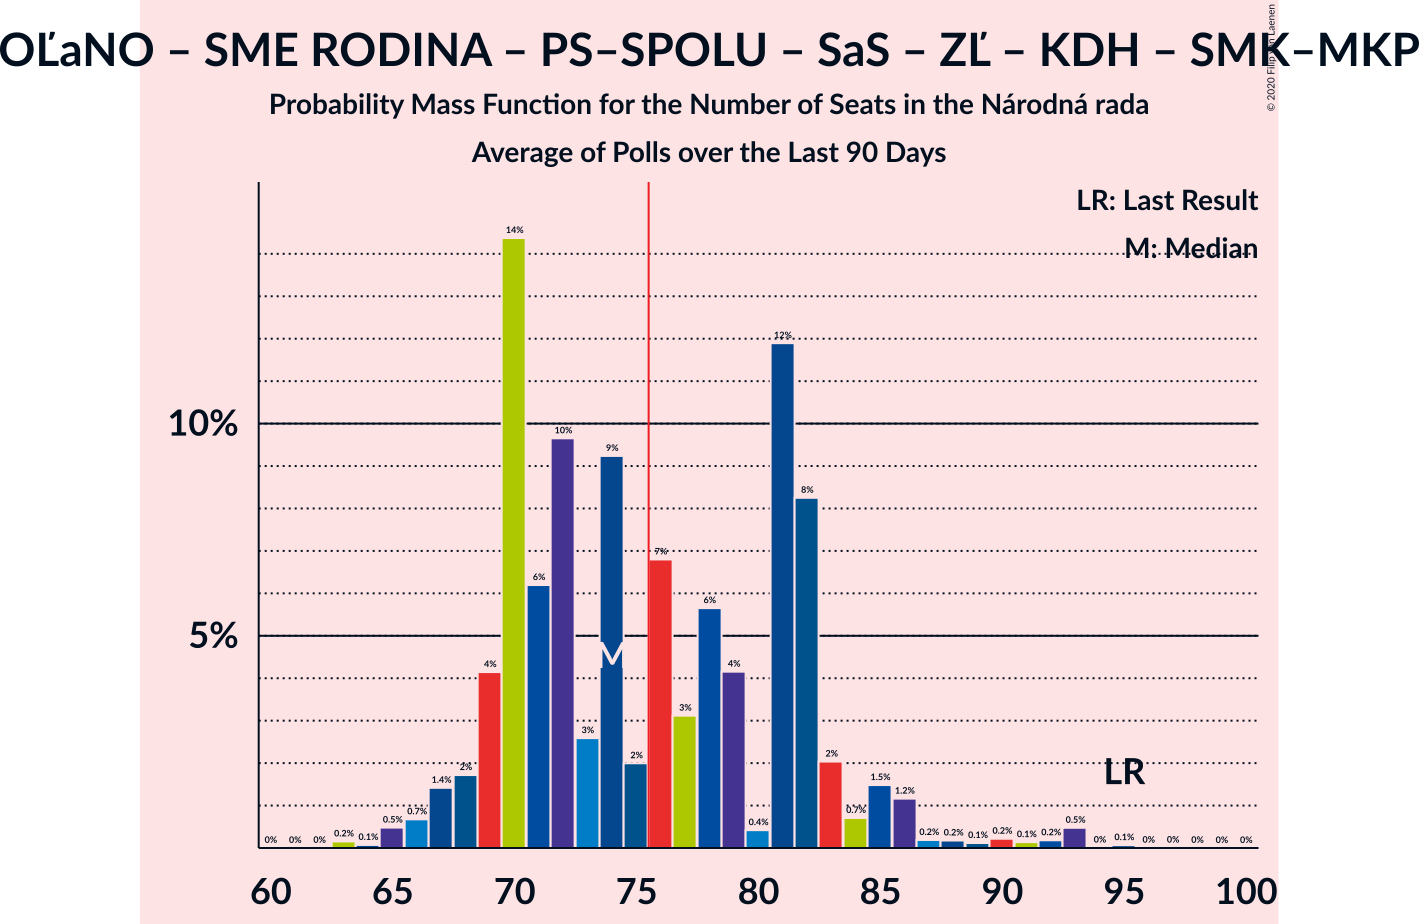 OĽaNO – SME RODINA – PS–SPOLU – SaS – ZĽ – KDH – SMK–MKP
© 2020 Filip van Laenen
Probability Mass Function for the Number of Seats in the Národná rada
Average of Polls over the Last 90 Days
LR: Last Result
M: Median
10%
5%
0% 0% 0% 0.2% 0.1% 0.5% 0.7% 1.4% 2% 4% 14% 6% 10% 3% 9% 2% 7% 3% 6% 4% 0.4% 12% 8% 2% 0.7% 1.5% 1.2% 0.2% 0.2% 0.1% 0.2% 0.1% 0.2% 0.5% 0% 0.1% 0% 0% 0% 0% 0%
M
LR
60 65 70 75 80 85 90 95 100